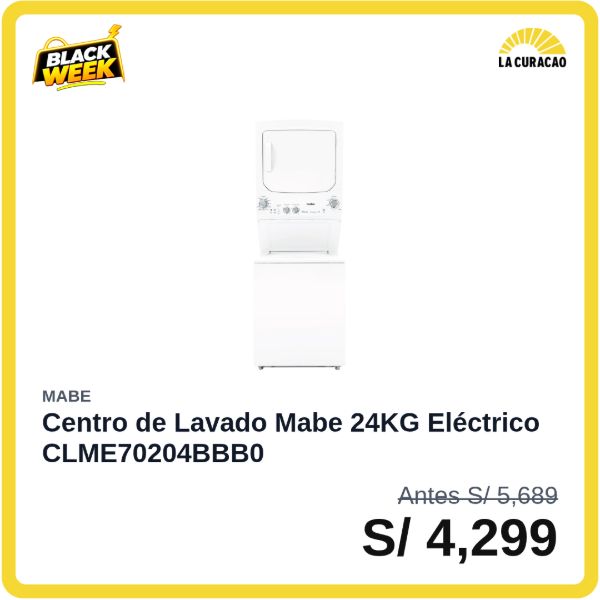 BLACK
WEEK
LA CURACAO
MABE
Centro de Lavado Mabe 24KG Eléctrico
CLME70204BBB0
Antes S/ 5,689
S/ 4,299